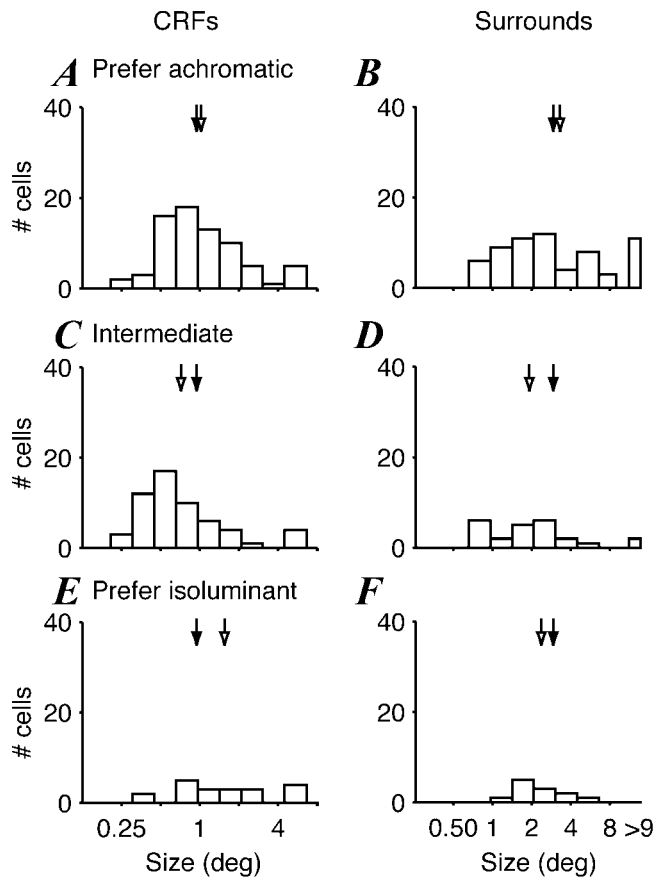 CRFs Surrounds
A Prefer achromatic B
40 40
# cells
20 20
0 0
C Intermediate D
40 40
# cells
20 20
0 0
E Prefer isoluminant F
40 40
# cells
20 20
0 0
0.25 1 4 0.50 1 2 4 8 >9
Size (deg) Size (deg)